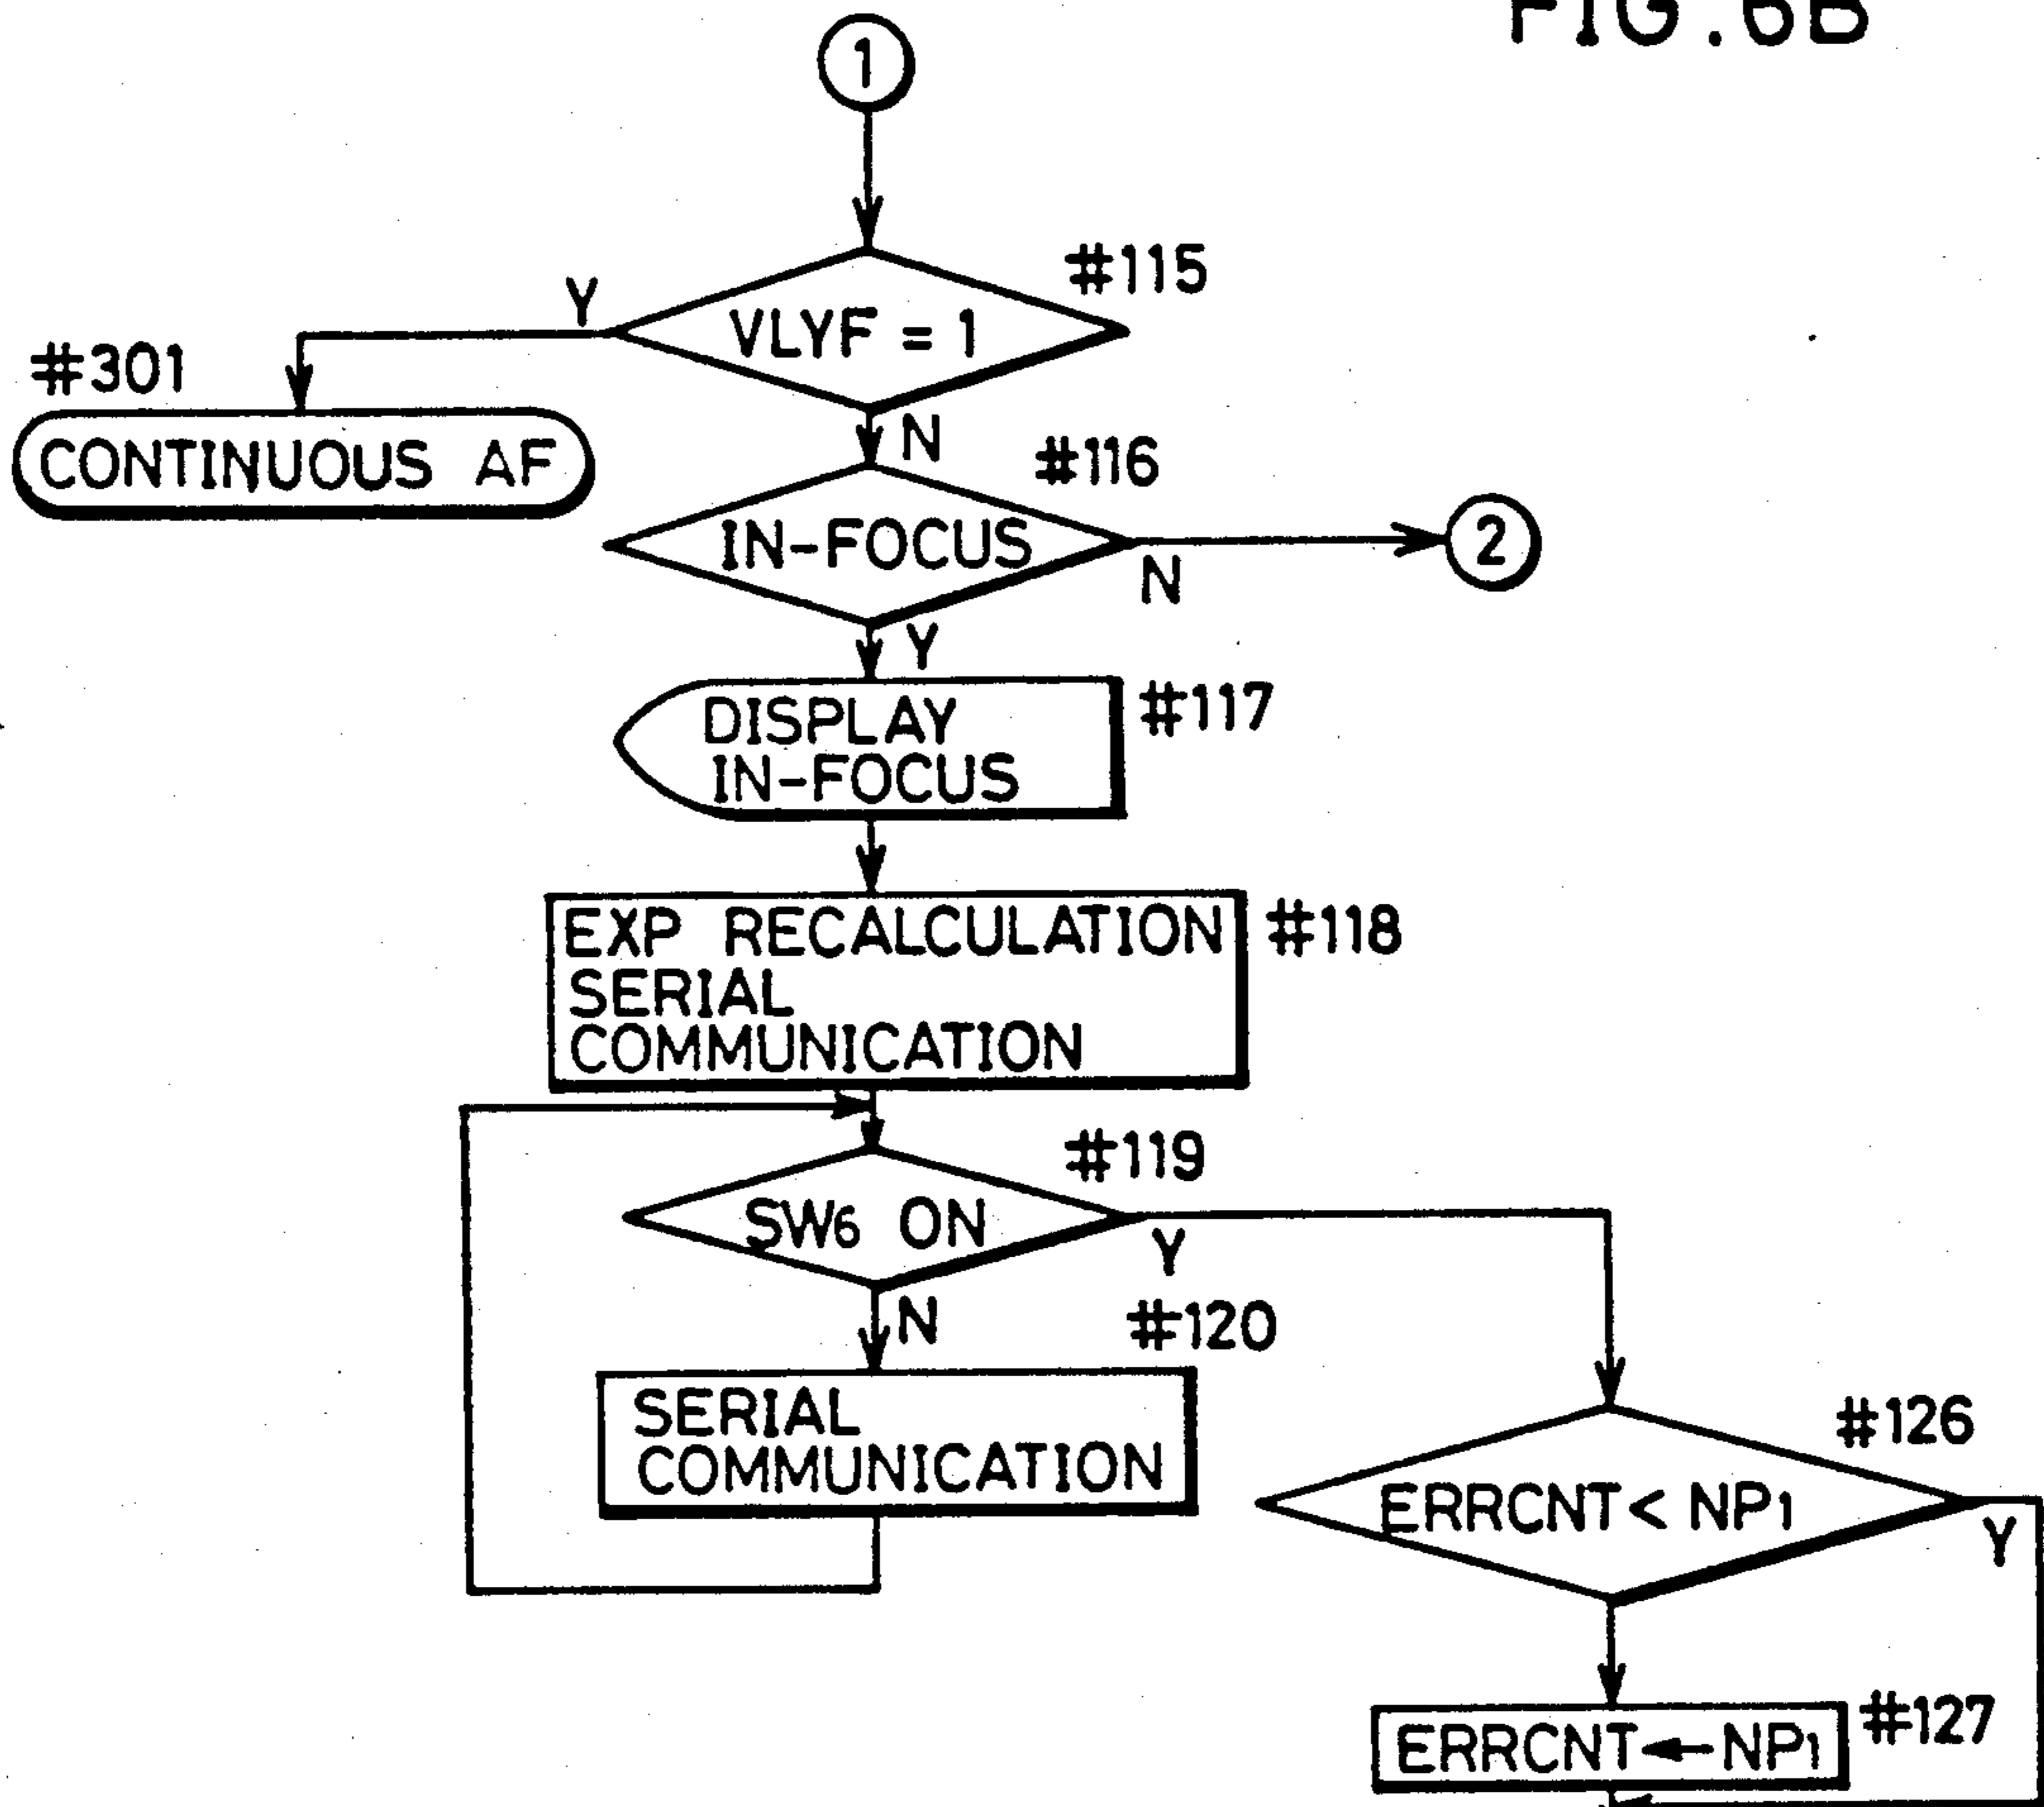 FIG.6B
1
#115
Y
VLYF = 1
#301
CONTINUOUS AF
N
#116
IN-FOCUS
N
2
Y
DISPLAY
IN-FOCUS
#117
EXP RECALCULATION
SERIAL
COMMUNICATION
#118
#119
SW6 ON
Y
N
#120
SERIAL
COMMUNICATION
#126
ERRCNT< NP1
Y
ERRCNT←NP1
#127